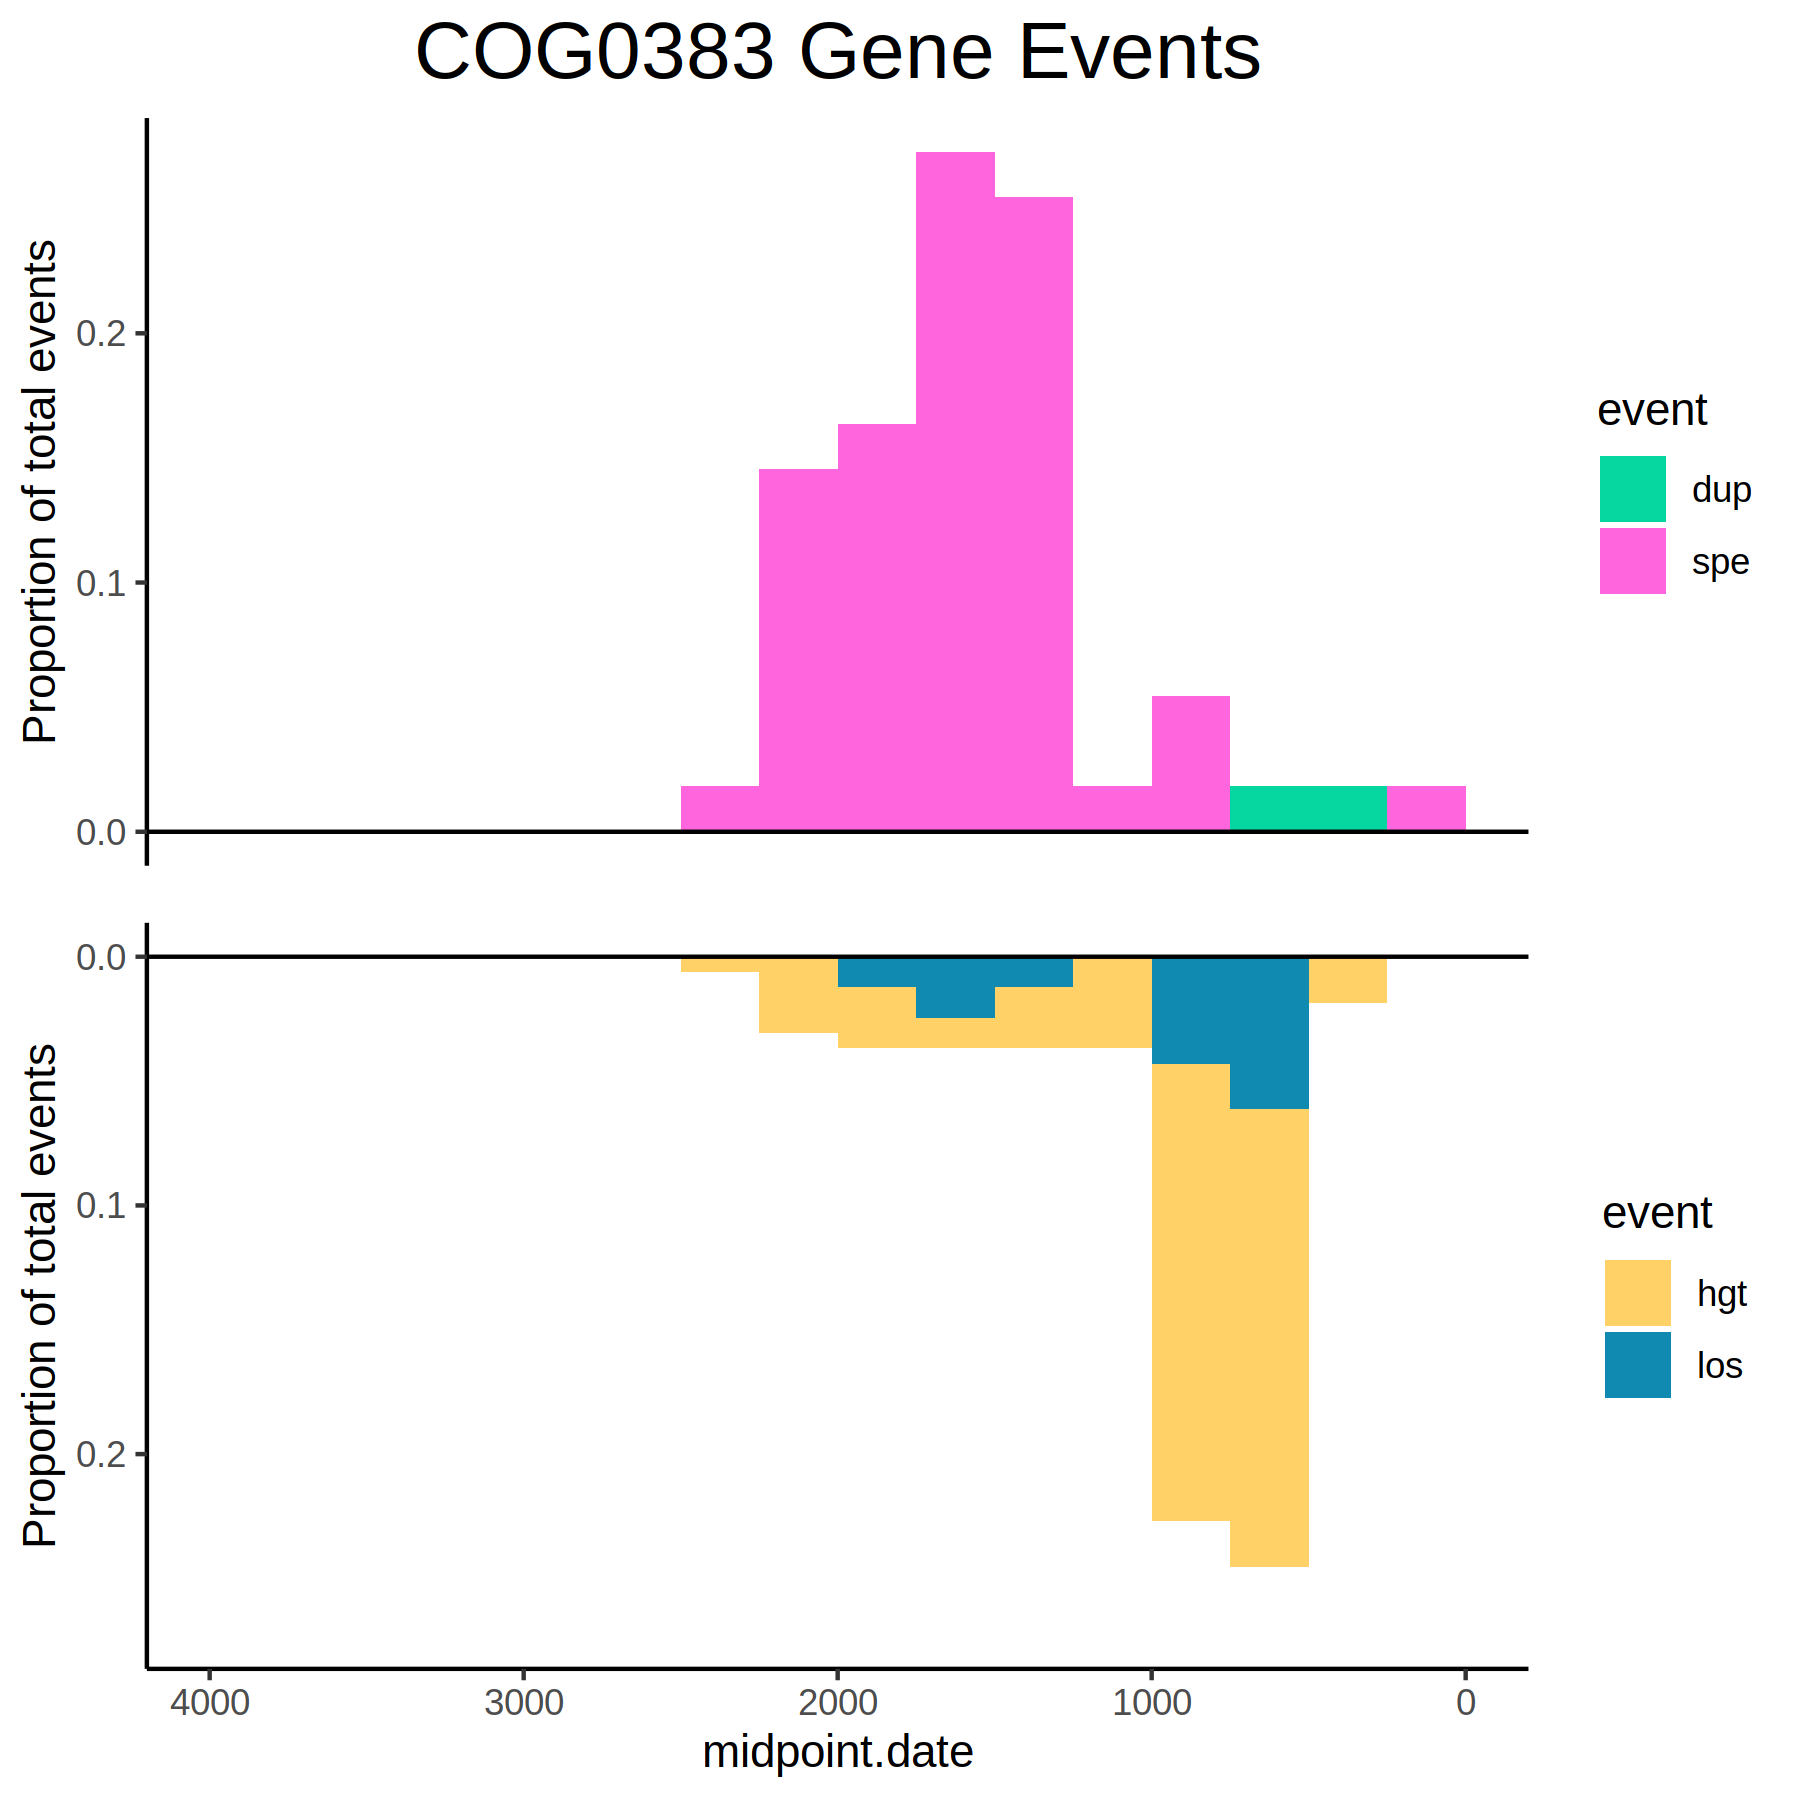 COG0383 Gene Events
Proportion of total events
0.2
0.1
0.0
event
dup
spe
Proportion of total events
0.0
0.1
0.2
event
hgt
los
4000 3000 2000 1000 0
midpoint.date